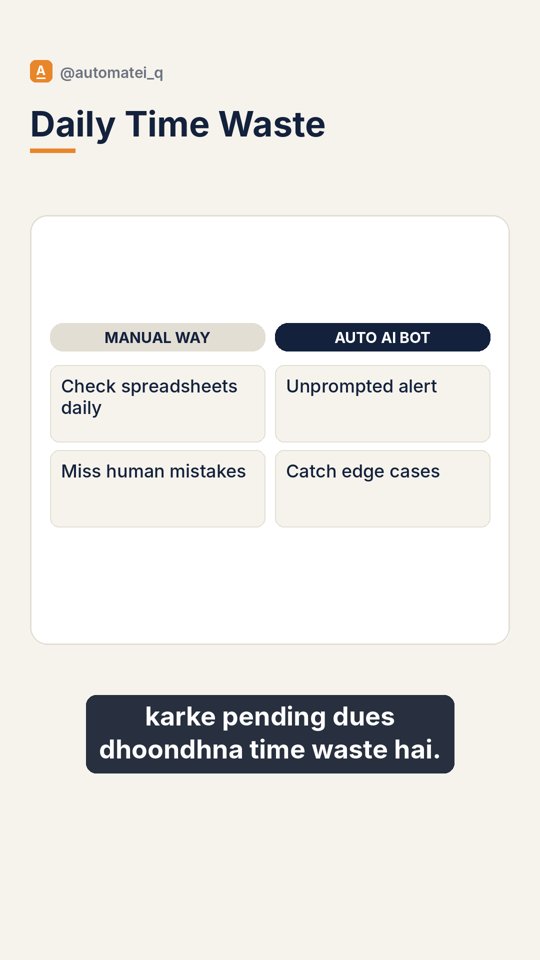 A
@automatei_q
Daily Time Waste
MANUAL WAY
AUTO AI BOT
Check spreadsheets
daily
Unprompted alert
Miss human mistakes
Catch edge cases
karke pending dues
dhoondhna time waste hai.